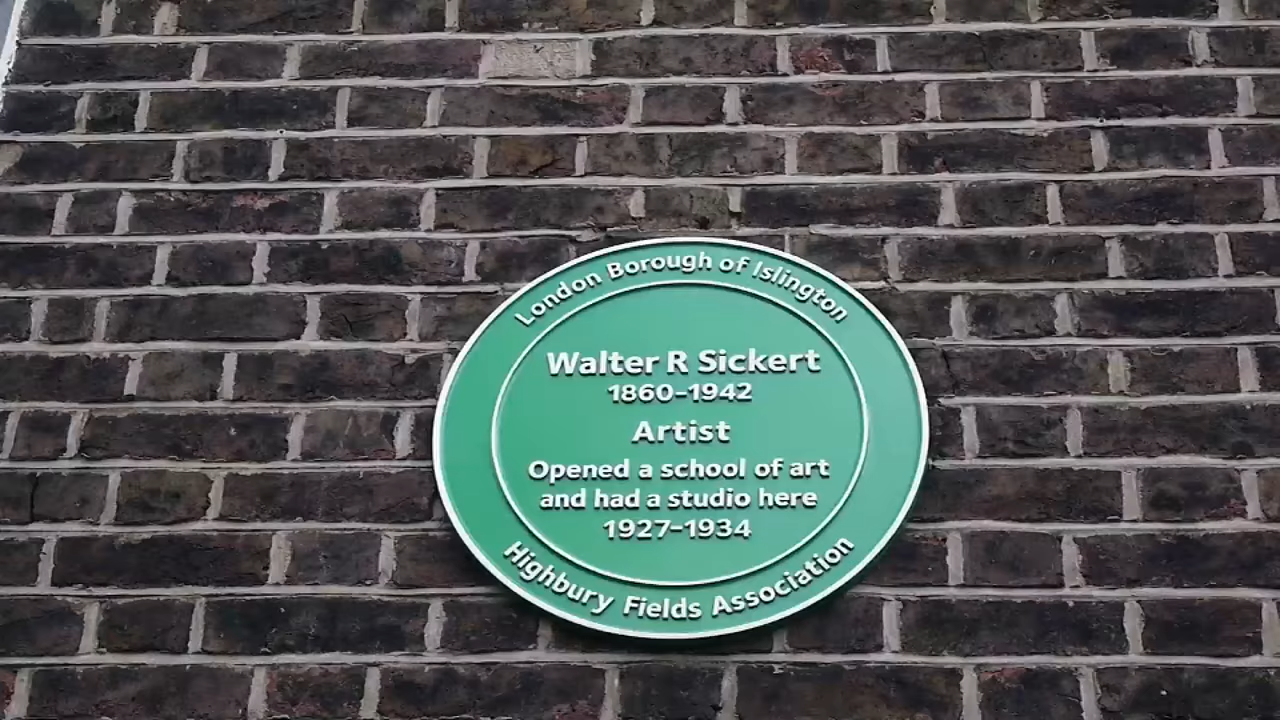 London Borough of Islington
Walter R Sickert
1860-1942
Artist
Opened a school of art
and had a studio here
1927-1934
Highbury Fields Association